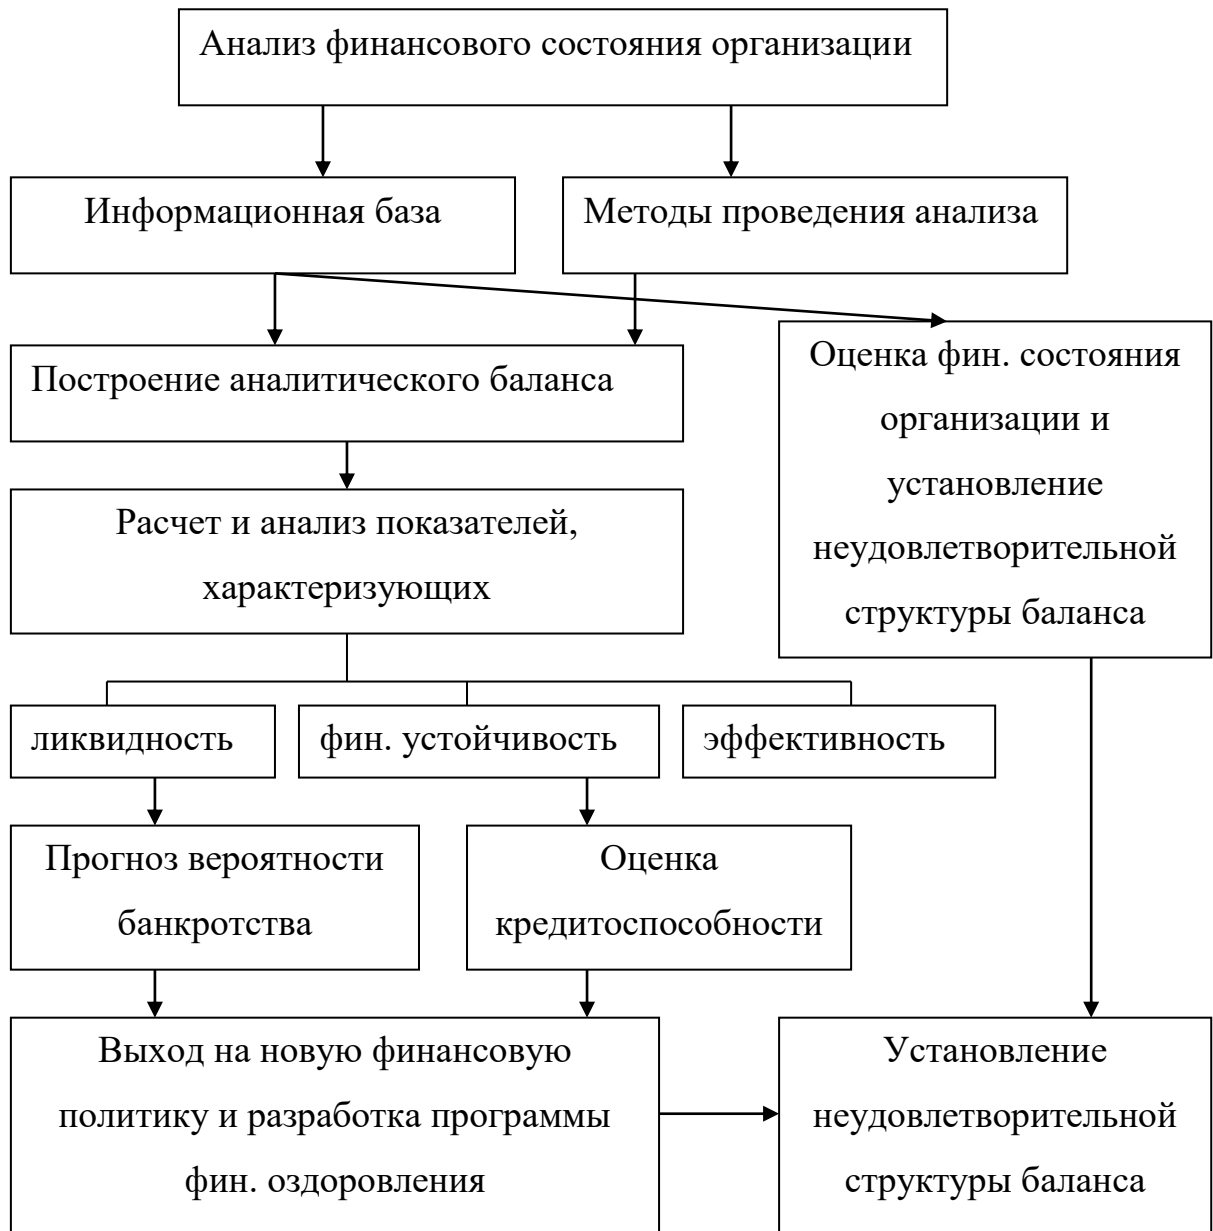 Анализ финансового состояния организации
Информационная база
Методы проведения анализа
Построение аналитического баланса
Оценка фин. состояния
организации и
установление
неудовлетворительной
структуры баланса
Расчет и анализ показателей,
характеризующих
ликвидность
фин. устойчивость
эффективность
Прогноз вероятности
банкротства
Оценка
кредитоспособности
Выход на новую финансовую
политику и разработка программы
фин. оздоровления
Установление
неудовлетворительной
структуры баланса